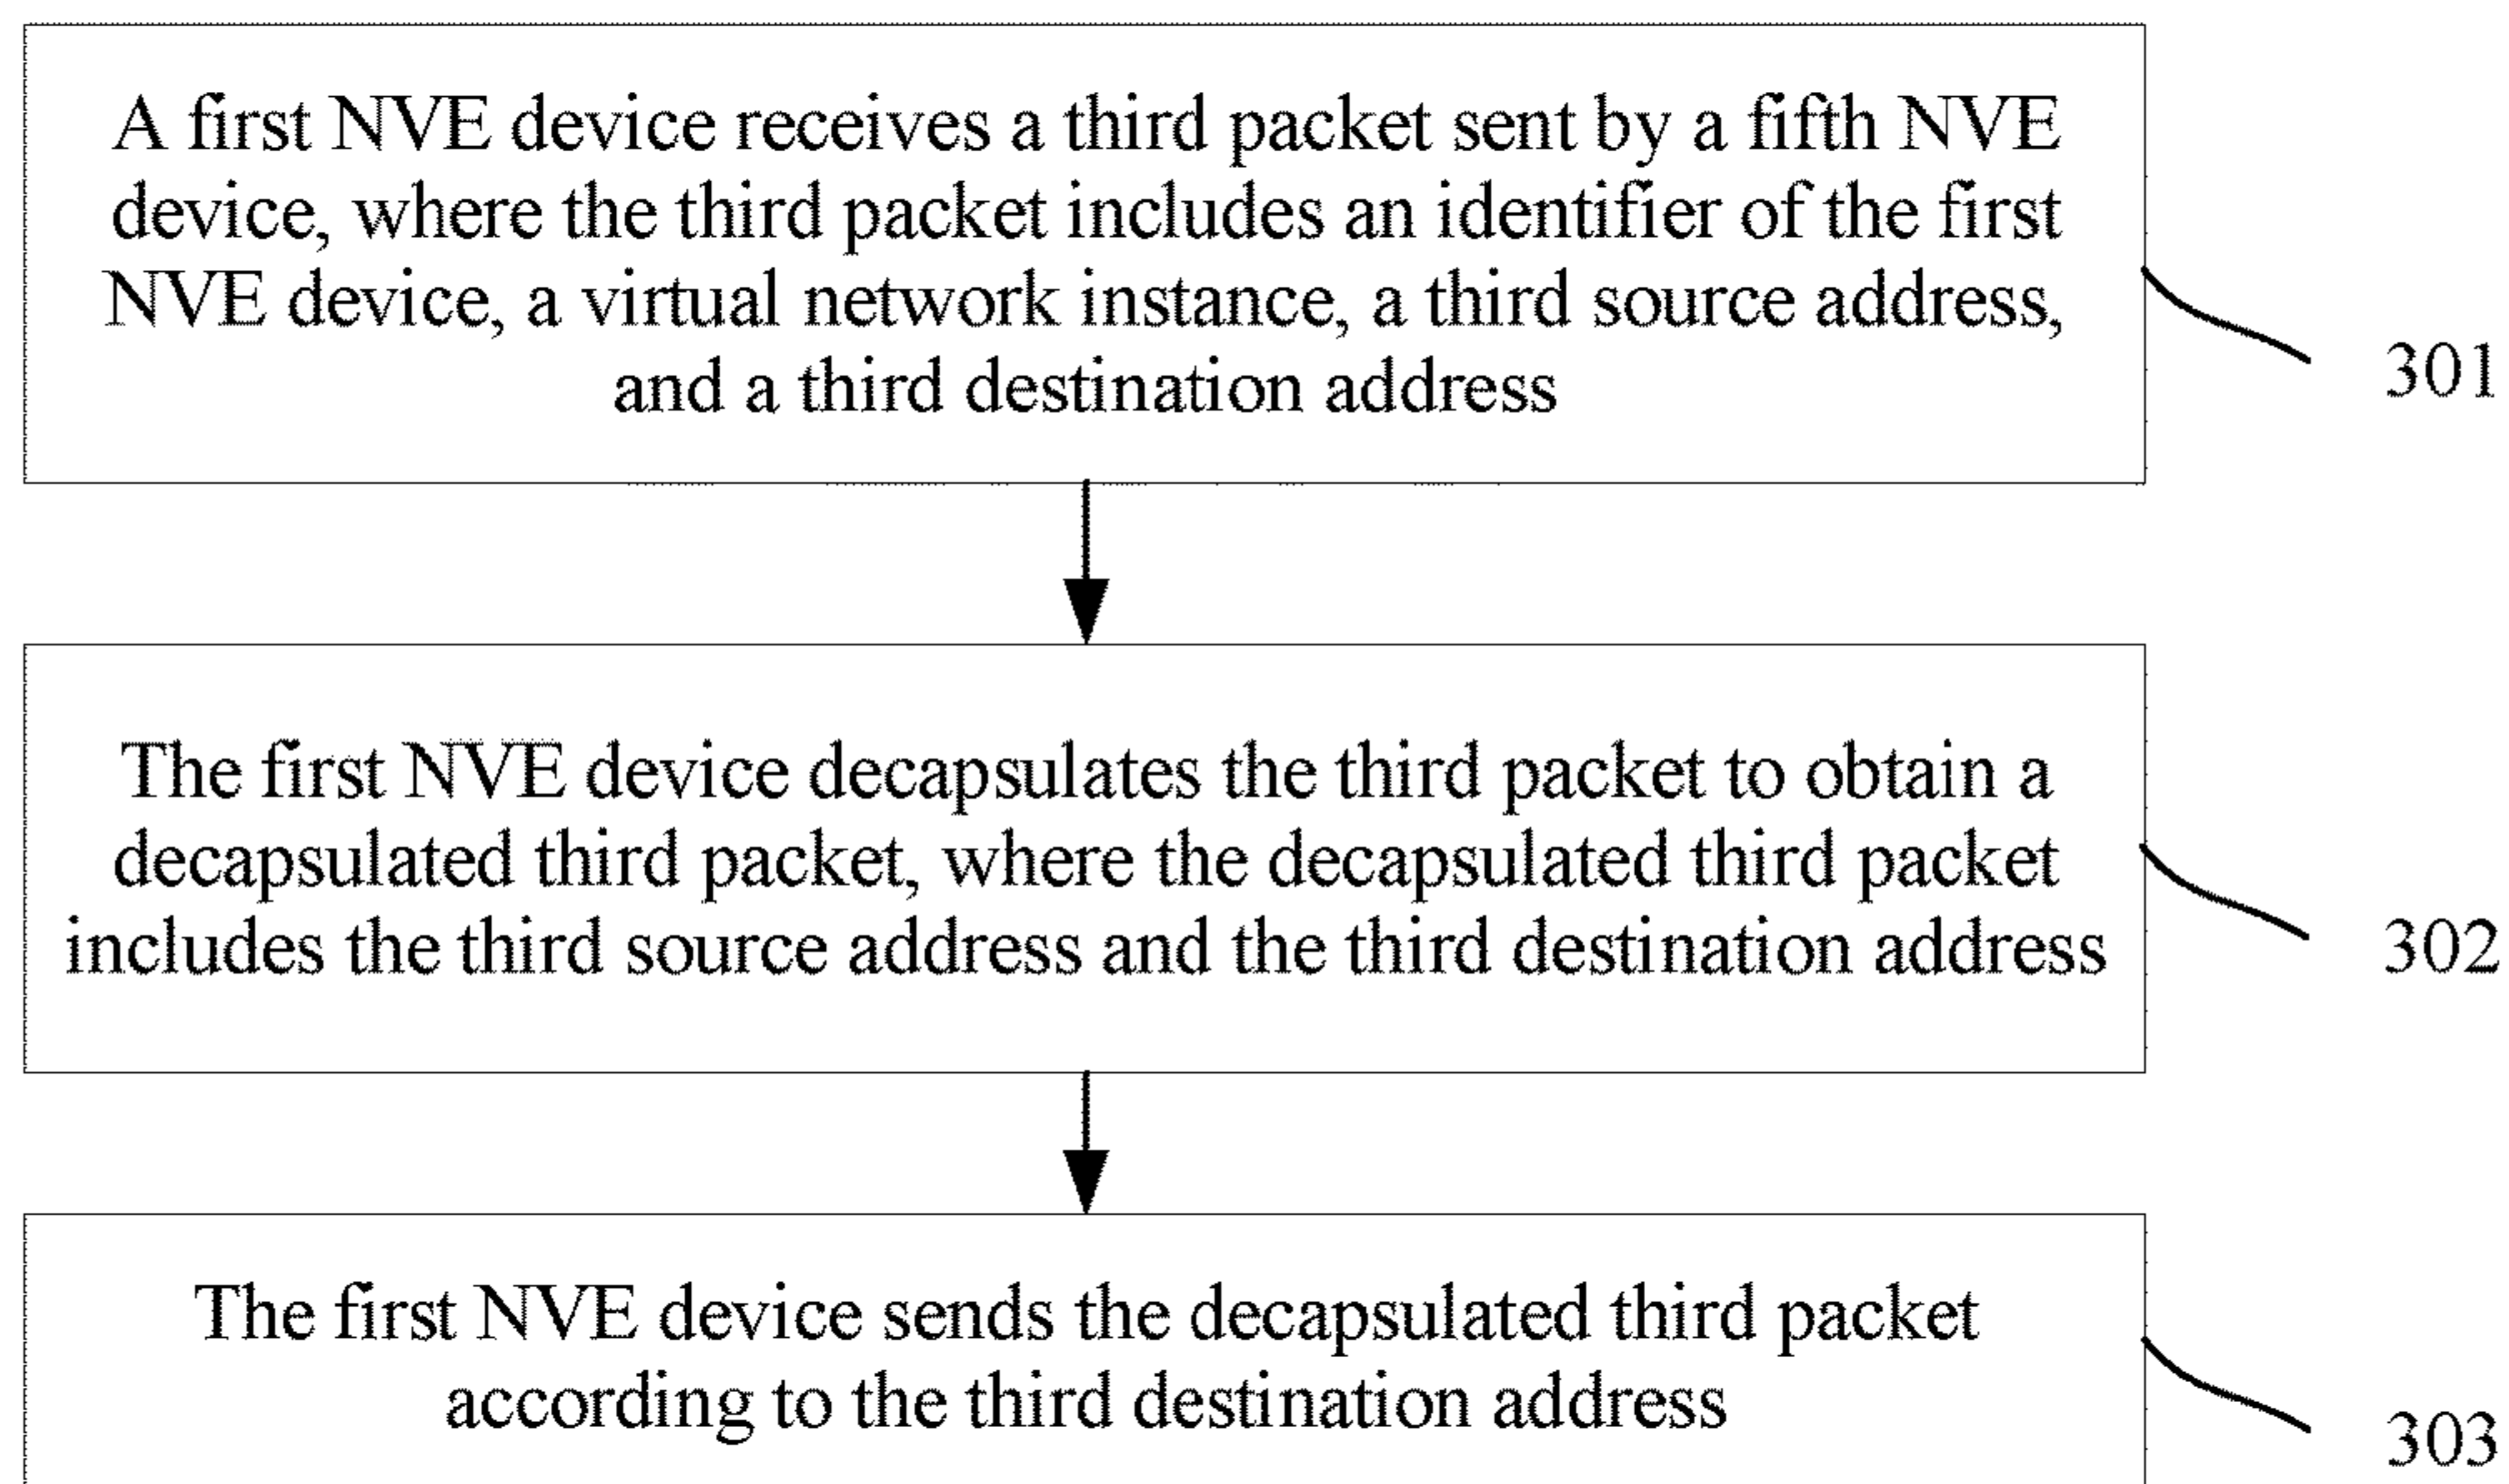 A first NVE device receives a third packet sent by a fifth NVE
device, where the third packet includes an identifier of the first
NVE device, a virtual network instance, a third source address,
and a third destination address
301
The first NVE device decapsulates the third packet to obtain a
decapsulated third packet, where the decapsulated third packet
includes the third source address and the third destination address
302
The first NVE device sends the decapsulated third packet
according to the third destination address
303